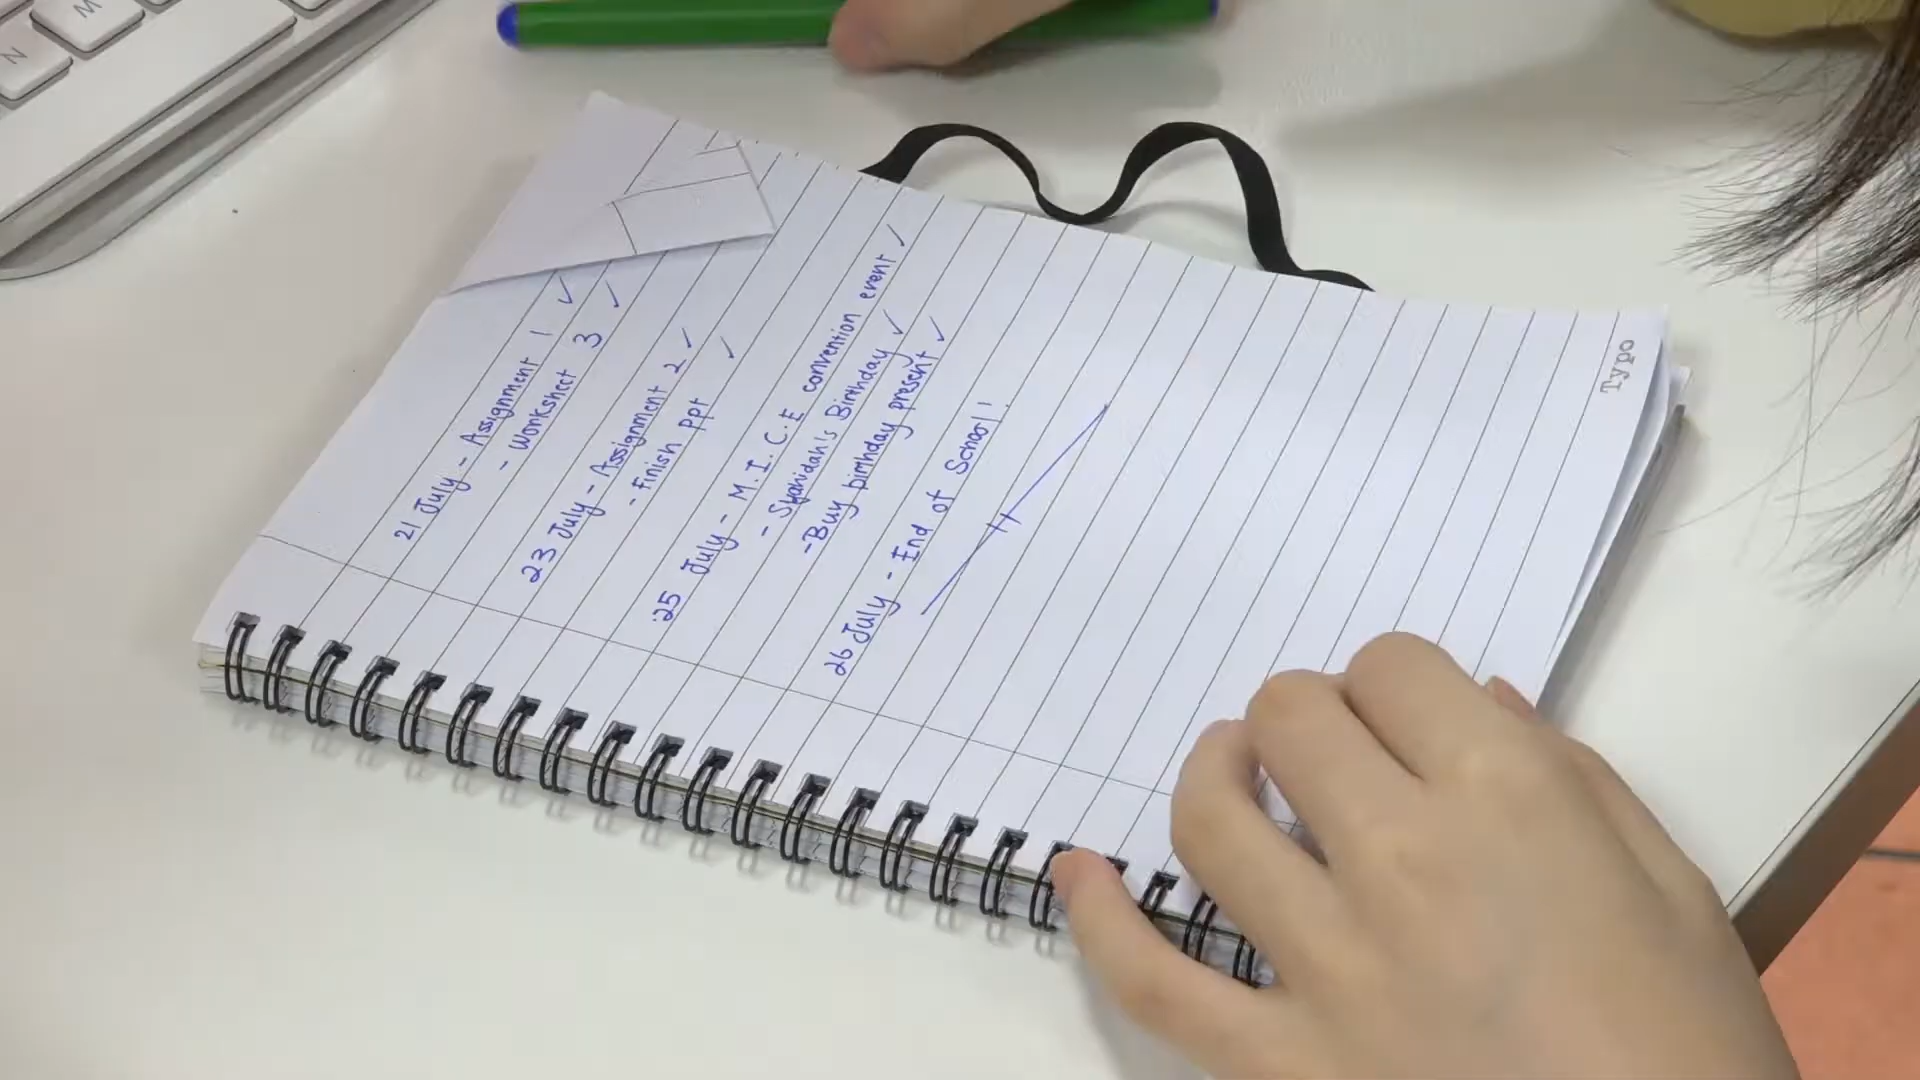 21 July - Assignment 1 ✓
- Worksheet 3 ✓
23 July - Assignment 2 ✓
- Finish ppt ✓
25 July - M.I.C.E convention event ✓
- Syahidah's Birthday ✓
- Buy birthday present ✓
26 July - End of School!
Typo
W
N